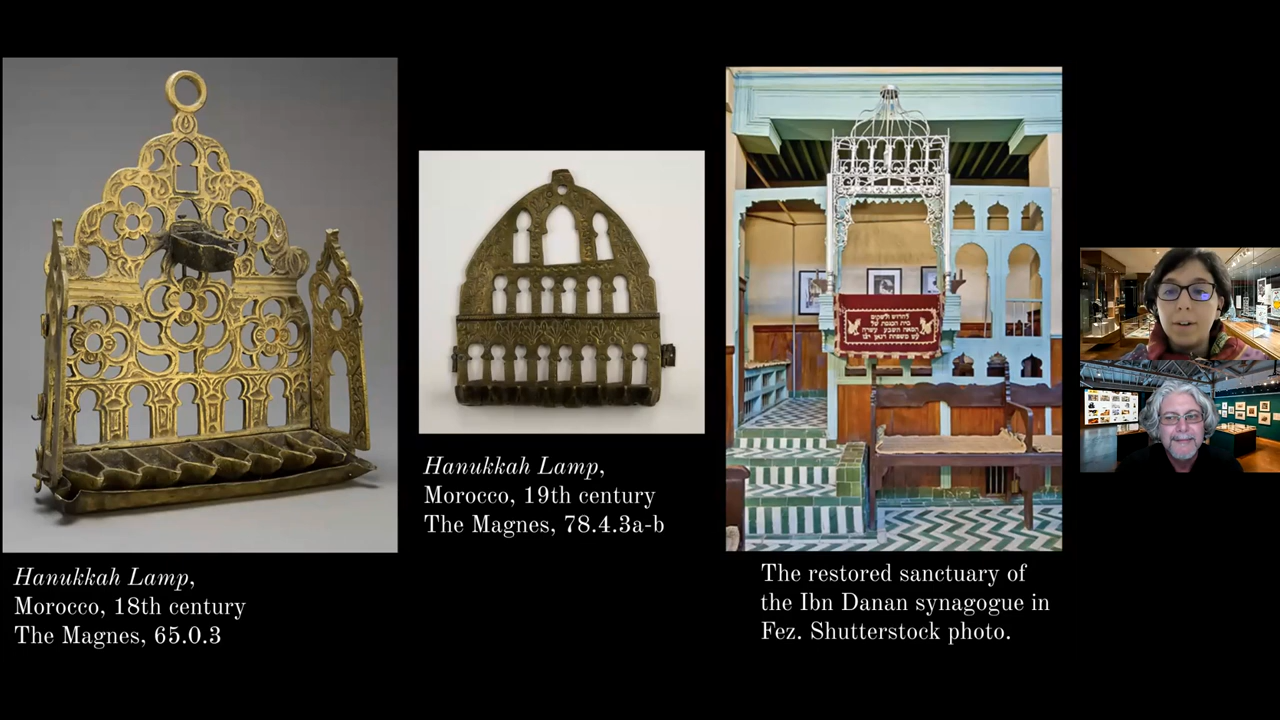 Hanukkah Lamp,
Morocco, 18th century
The Magnes, 65.0.3
Hanukkah Lamp,
Morocco, 19th century
The Magnes, 78.4.3a-b
The restored sanctuary of
the Ibn Danan synagogue in
Fez. Shutterstock photo.